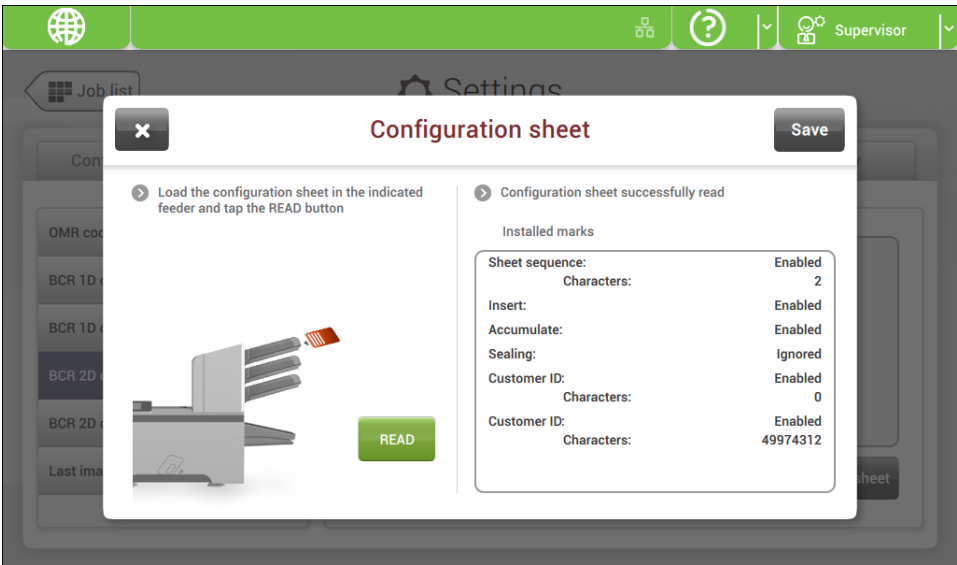 Supervisor
Job list
Settings
Configuration sheet
Save
Load the configuration sheet in the indicated
feeder and tap the READ button
READ
Configuration sheet successfully read
Installed marks
Sheet sequence: Enabled
Characters: 2
Insert: Enabled
Accumulate: Enabled
Sealing: Ignored
Customer ID: Enabled
Characters: 0
Customer ID: Enabled
Characters: 49974312
OMR
BCR 1D
BCR 1D
BCR 2D
BCR 2D
Last
sheet